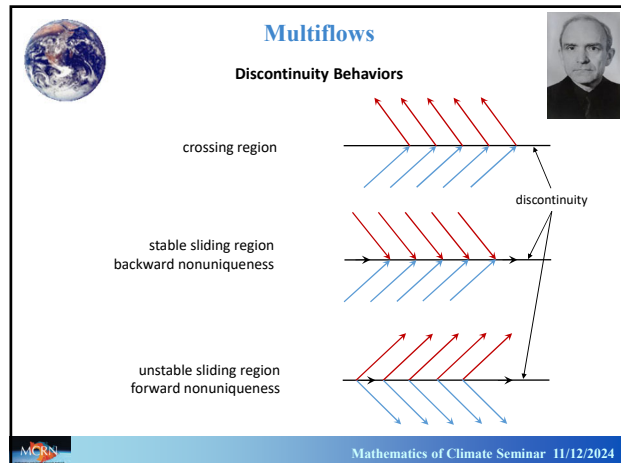 Multiflows
Discontinuity Behaviors
crossing region
discontinuity
stable sliding region
backward nonuniqueness
unstable sliding region
forward nonuniqueness
MCRN
Mathematics of Climate Seminar 11/12/2024